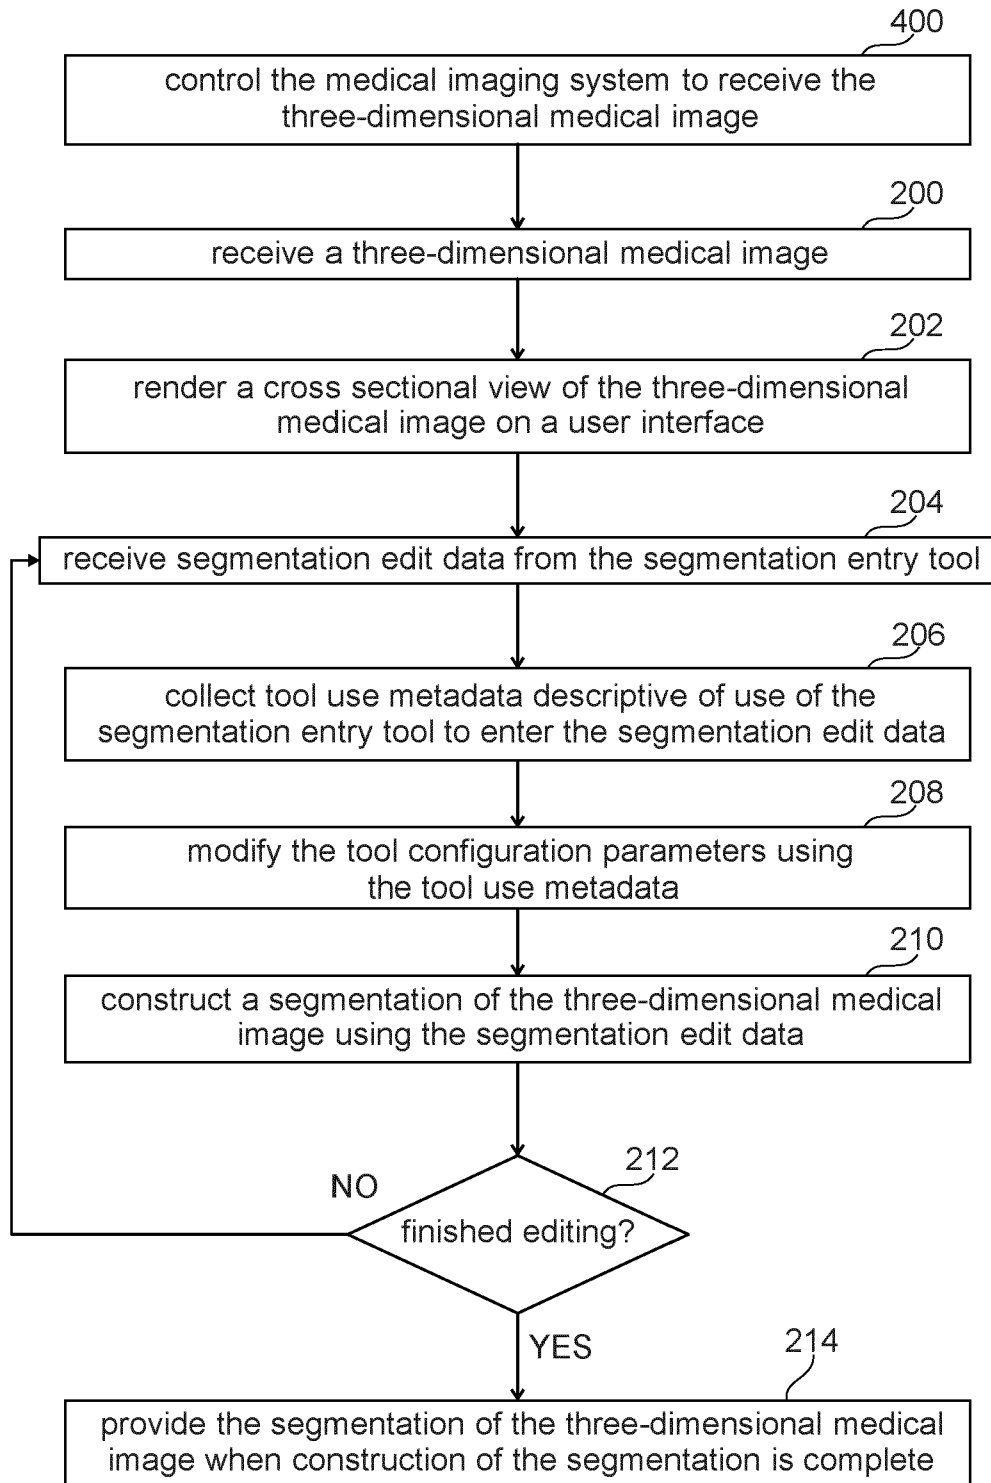 400
control the medical imaging system to receive the
three-dimensional medical image
200
receive a three-dimensional medical image
202
render a cross sectional view of the three-dimensional
medical image on a user interface
204
receive segmentation edit data from the segmentation entry tool
206
collect tool use metadata descriptive of use of the
segmentation entry tool to enter the segmentation edit data
208
modify the tool configuration parameters using
the tool use metadata
210
construct a segmentation of the three-dimensional medical
image using the segmentation edit data
212
NO
finished editing?
YES
214
provide the segmentation of the three-dimensional medical
image when construction of the segmentation is complete